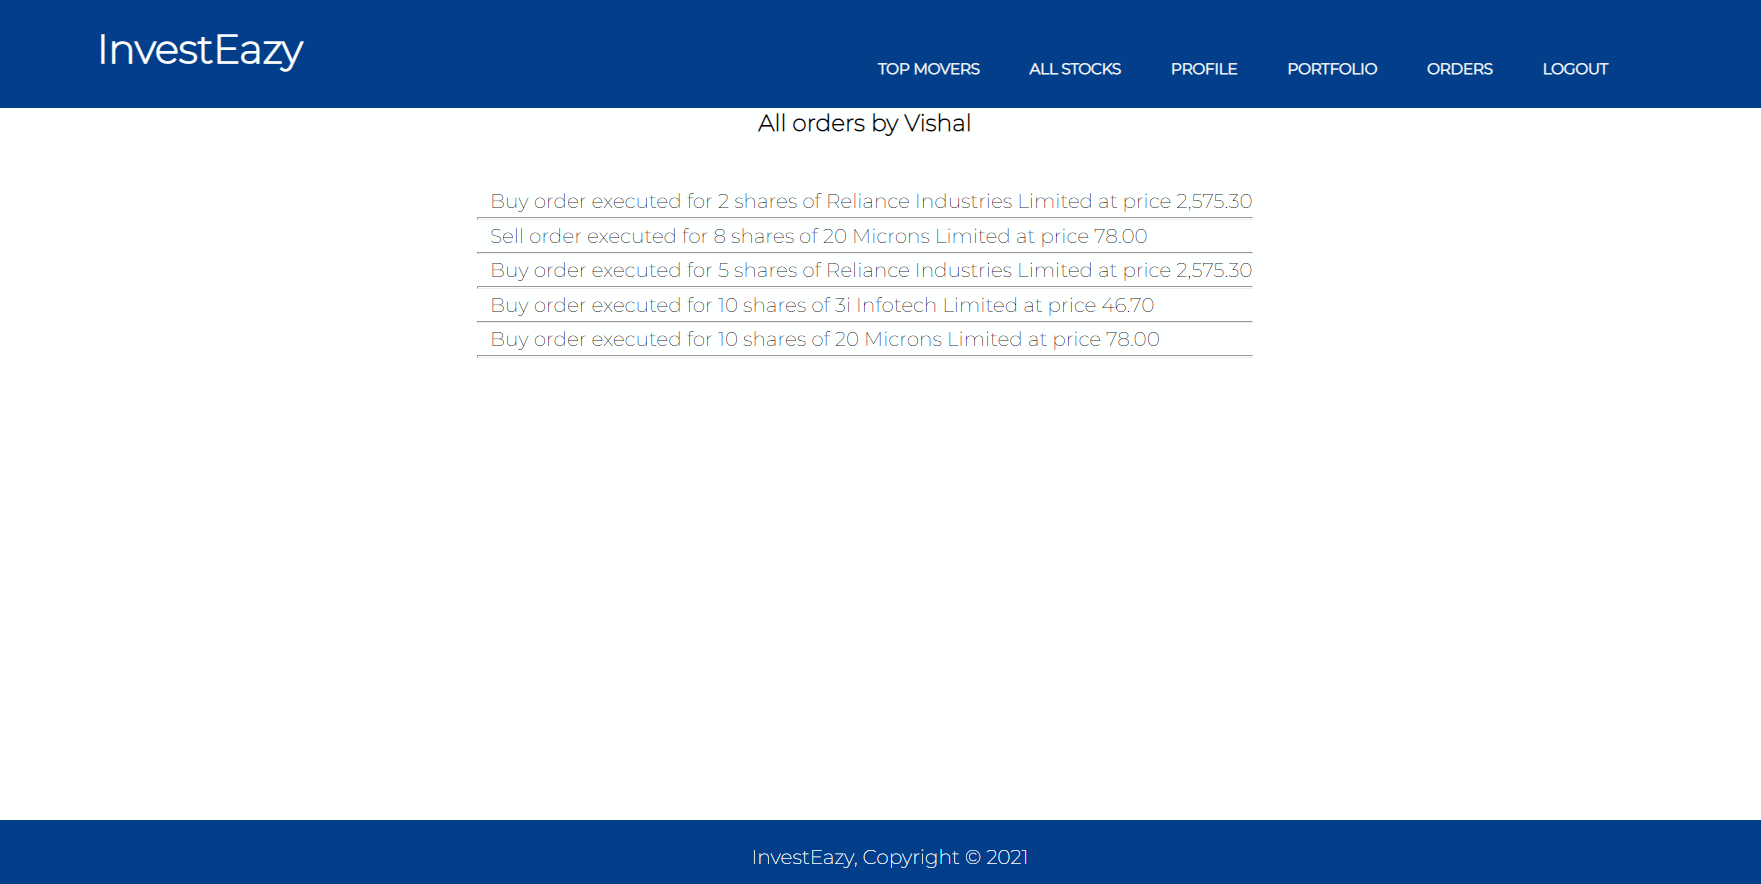 InvestEazy
TOP MOVERS ALL STOCKS PROFILE PORTFOLIO ORDERS LOGOUT
All orders by Vishal
Buy order executed for 2 shares of Reliance Industries Limited at price 2,575.30
Sell order executed for 8 shares of 20 Microns Limited at price 78.00
Buy order executed for 5 shares of Reliance Industries Limited at price 2,575.30
Buy order executed for 10 shares of 3i Infotech Limited at price 46.70
Buy order executed for 10 shares of 20 Microns Limited at price 78.00
InvestEazy, Copyright © 2021